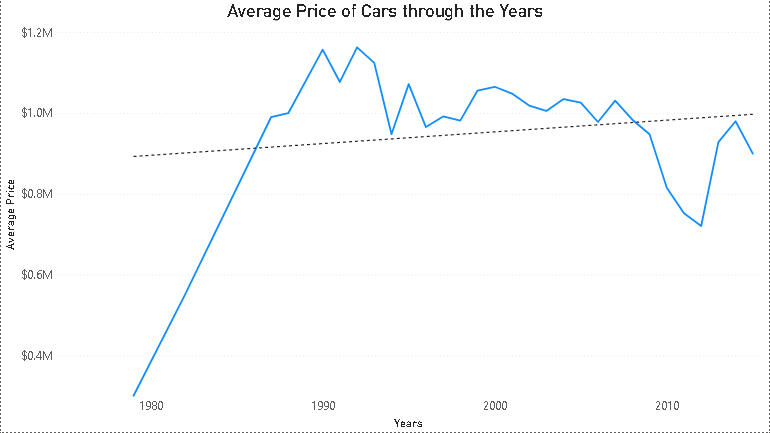 Average Price of Cars through the Years
$1.2M
$1.0M
$0.8M
$0.6M
$0.4M
Average Price
1980 1990 2000 2010
Years